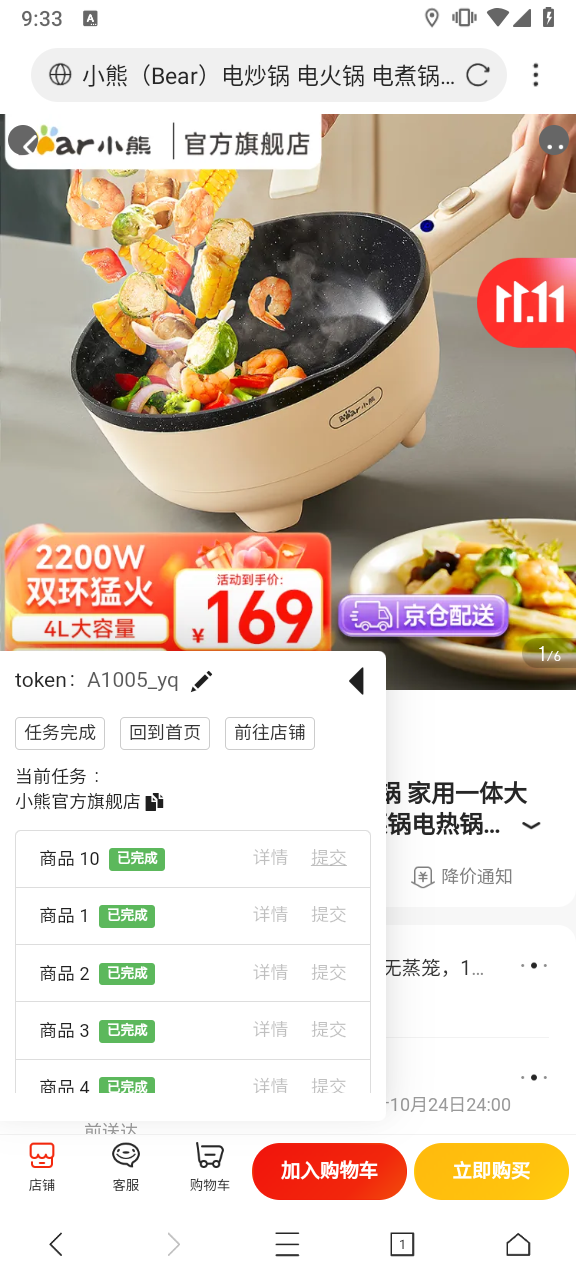 9:33
A
小熊（Bear）电炒锅 电火锅 电煮锅...
Bear小熊 官方旗舰店
11.11
Bear小熊
2200W
双环猛火
4L大容量
活动到手价:
¥169
京仓配送
1/6
token: A1005_yq
任务完成 回到首页 前往店铺
当前任务：
小熊官方旗舰店
锅 家用一体大
锅电热锅...
降价通知
商品 10 已完成 详情 提交
商品 1 已完成 详情 提交
商品 2 已完成 详情 提交
无蒸笼，1...
商品 3 已完成 详情 提交
商品 4 已完成 详情 提交
10月24日24:00
前送达
店铺 客服 购物车 加入购物车 立即购买
1